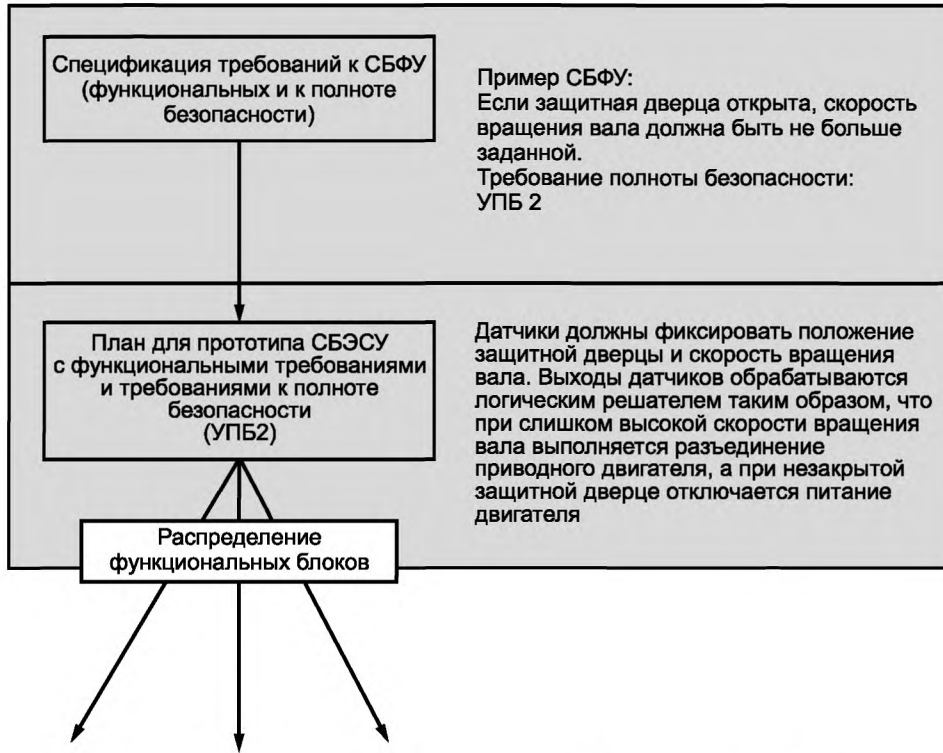 Спецификация требований к СБФУ
(функциональных и к полноте
безопасности)
Пример СБФУ:
Если защитная дверца открыта, скорость
вращения вала должна быть не больше
заданной.
Требование полноты безопасности:
УПБ 2
План для прототипа СБЭСУ
с функциональными требованиями
и требованиями к полноте
безопасности
(УПБ2)
Датчики должны фиксировать положение
защитной дверцы и скорость вращения
вала. Выходы датчиков обрабатываются
логическим решателем таким образом, что
при слишком высокой скорости вращения
вала выполняется разъединение
приводного двигателя, а при незакрытой
защитной дверце отключается питание
двигателя
Распределение
функциональных блоков